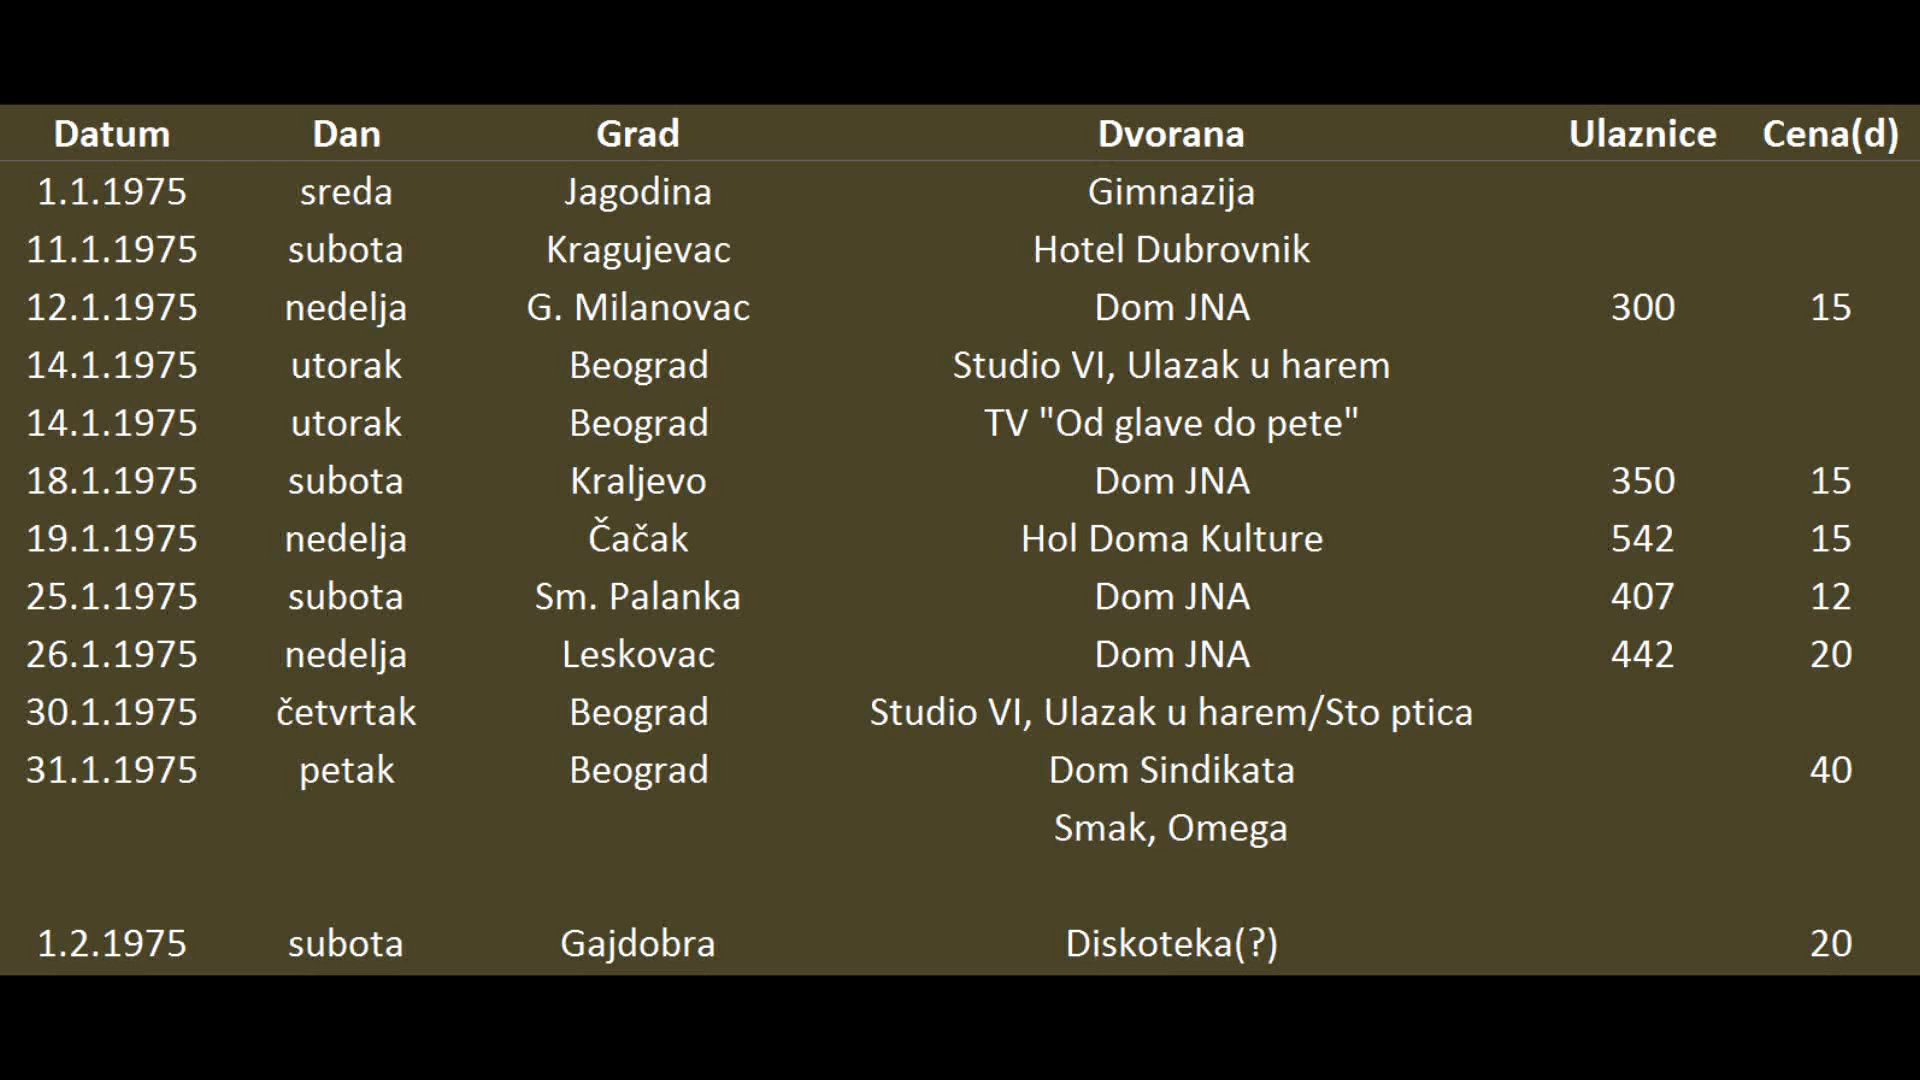 Datum Dan Grad Dvorana Ulaznice Cena(d)
1.1.1975 sreda Jagodina Gimnazija
11.1.1975 subota Kragujevac Hotel Dubrovnik
12.1.1975 nedelja G. Milanovac Dom JNA 300 15
14.1.1975 utorak Beograd Studio VI, Ulazak u harem
14.1.1975 utorak Beograd TV "Od glave do pete"
18.1.1975 subota Kraljevo Dom JNA 350 15
19.1.1975 nedelja Čačak Hol Doma Kulture 542 15
25.1.1975 subota Sm. Palanka Dom JNA 407 12
26.1.1975 nedelja Leskovac Dom JNA 442 20
30.1.1975 četvrtak Beograd Studio VI, Ulazak u harem/Sto ptica
31.1.1975 petak Beograd Dom Sindikata 40
Smak, Omega
1.2.1975 subota Gajdobra Diskoteka(?) 20